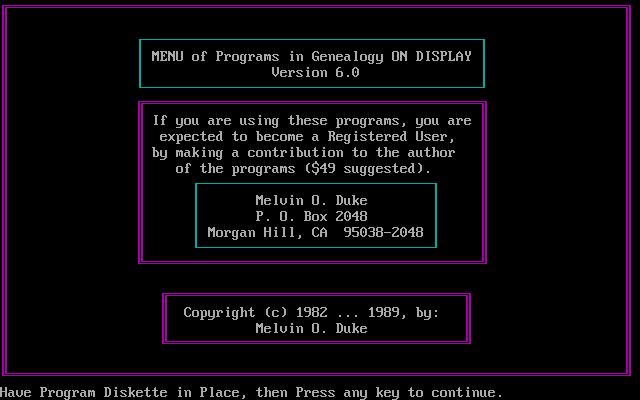 MENU of Programs in Genealogy ON DISPLAY
Version 6.0
If you are using these programs, you are
expected to become a Registered User,
by making a contribution to the author
of the programs ($49 suggested).
Melvin O. Duke
P. O. Box 2048
Morgan Hill, CA  95038-2048
Copyright (c) 1982 ... 1989, by:
Melvin O. Duke
Have Program Diskette in Place, then Press any key to continue.